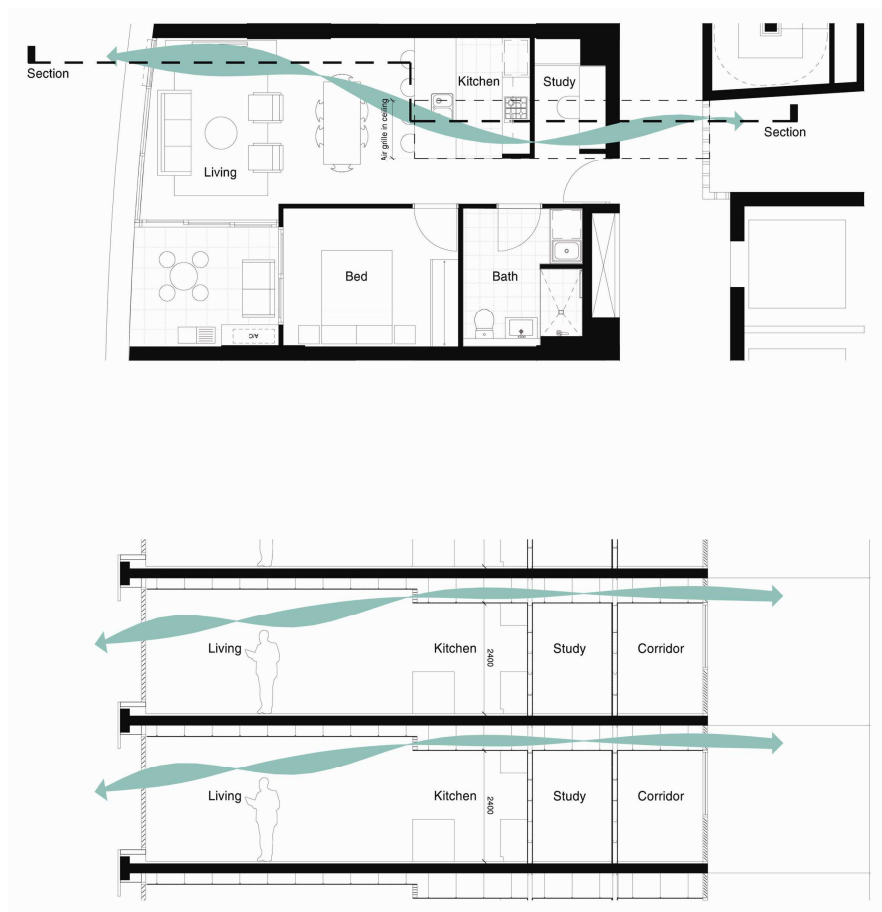 Section
Kitchen
Study
Section
Air grille in ceiling
Living
Bed
Bath
A/C
Living
Kitchen
2400
Study
Corridor
Living
Kitchen
2400
Study
Corridor